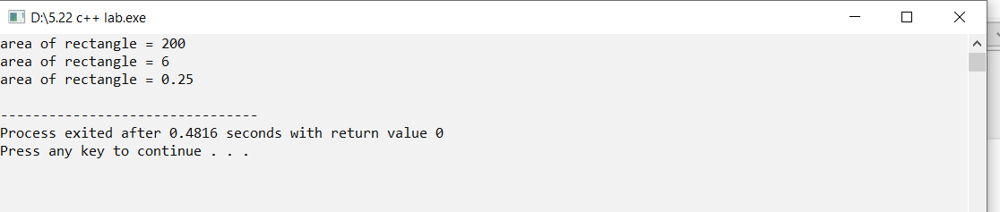 D:\5.22 c++ lab.exe
area of rectangle = 200
area of rectangle = 6
area of rectangle = 0.25
--------------------------------
Process exited after 0.4816 seconds with return value 0
Press any key to continue . . .